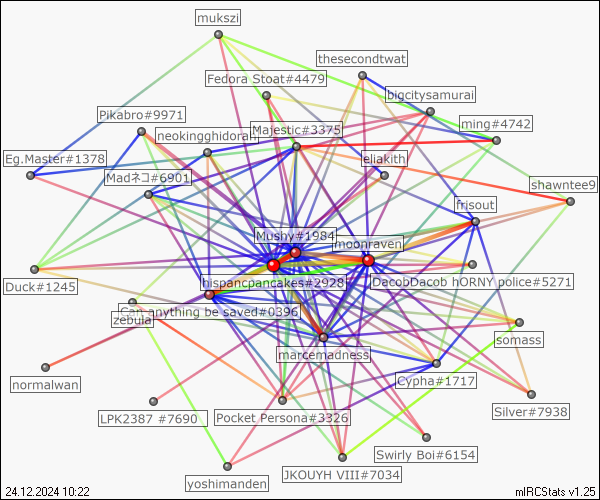 mukszi
thesecondtwat
Fedora Stoat#4479
bigcitysamurai
Pikabro#9971
ming#4742
neokingghidorah
Majestic#3375
Eg.Master#1378
eliakith
Madネコ#6901
shawntee9
frisout
Mushy#1984
moonraven
Duck#1245
hispancpancakes#2928
DacobDacob hORNY police#5271
Can anything be saved#0396
zebula
somass
marcemadness
normalwan
Cypha#1717
LPK2387 #7690
Pocket Persona#3326
Silver#7938
Swirly Boi#6154
yoshimanden
JKOUYH VIII#7034
24.12.2024 10:22
mIRCStats v1.25